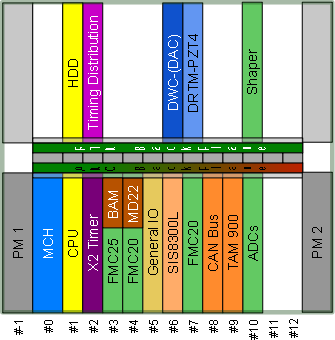 HDD
Timing Distribution
DWC-(DAC)
DRTM-PZT4
Shaper
PM 1
MCH
CPU
X2 Timer
BAM
FMC25
MD22
FMC20
General IO
SIS8300L
FMC20
CAN Bus
TAM 900
ADCs
PM 2
#1
#0
#1
#2
#3
#4
#5
#6
#7
#8
#9
#10
#11
#12